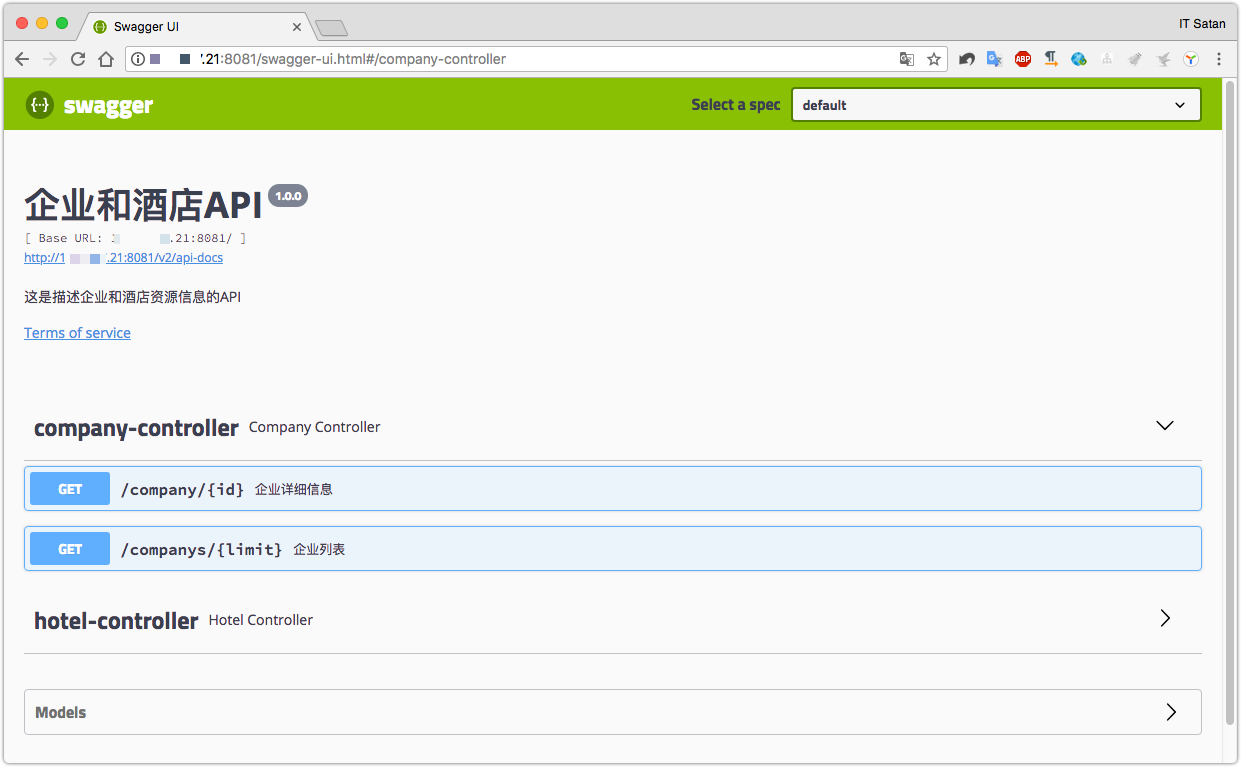 Swagger UI
IT Satan
.21:8081/swagger-ui.html#/company-controller
ABP
swagger
Select a spec
default
企业和酒店API 1.0.0
[ Base URL: .21:8081/ ]
http://1 .21:8081/v2/api-docs
这是描述企业和酒店资源信息的API
Terms of service
company-controller Company Controller
GET /company/{id} 企业详细信息
GET /companys/{limit} 企业列表
hotel-controller Hotel Controller
Models